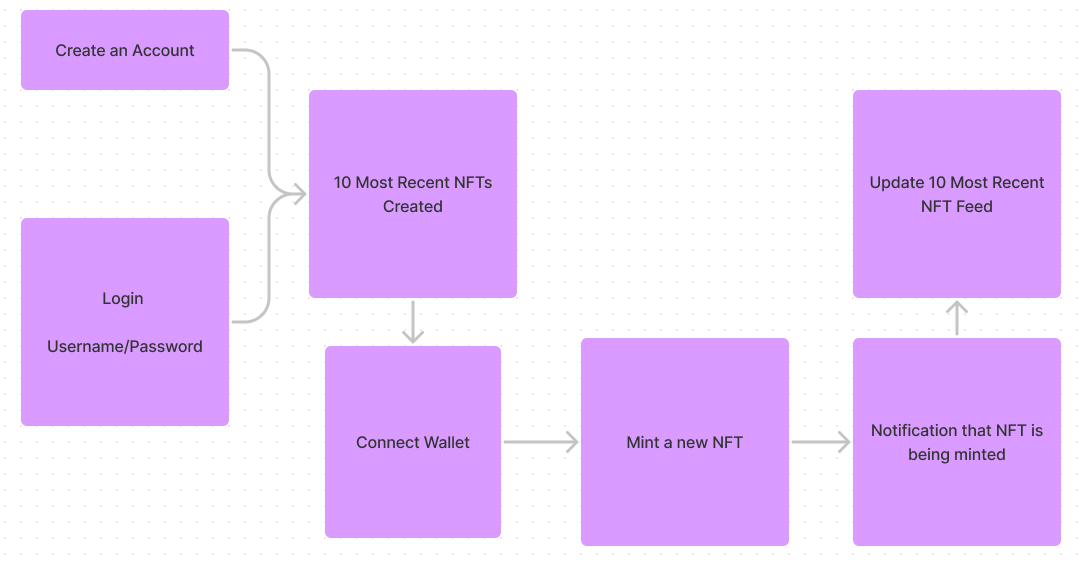 Create an Account
Login
Username/Password
10 Most Recent NFTs
Created
Connect Wallet
Mint a new NFT
Notification that NFT is
being minted
Update 10 Most Recent
NFT Feed